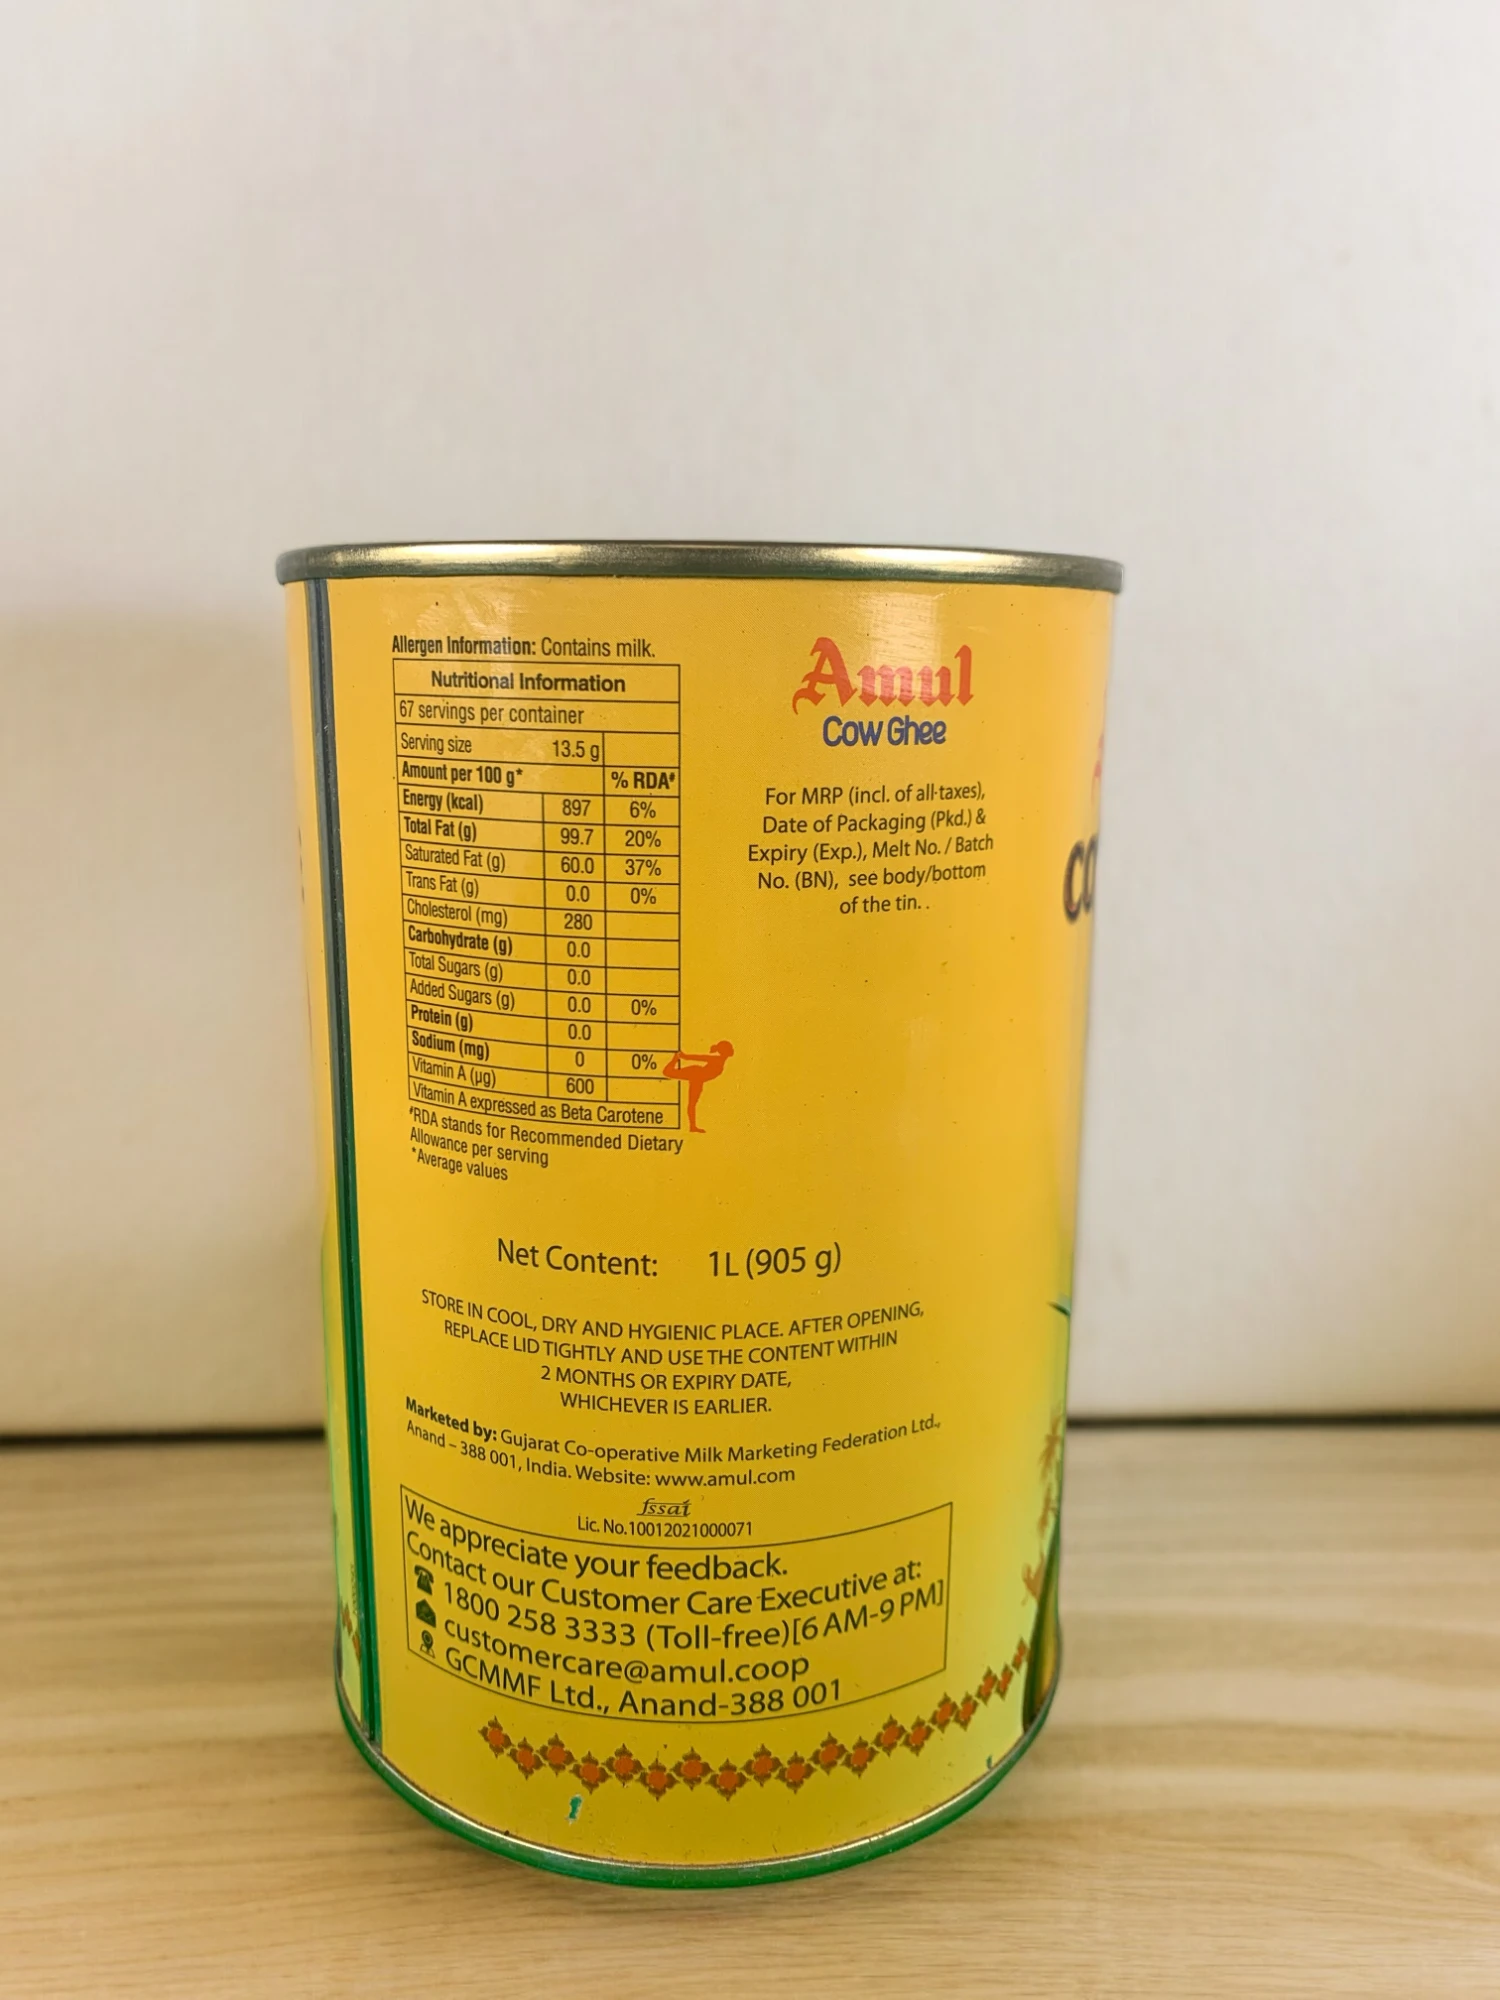 Allergen Information: Contains milk.
Nutritional Information
67 servings per container
Serving size 13.5 g
Amount per 100 g* % RDA#
Energy (kcal) 897 6%
Total Fat (g) 99.7 20%
Saturated Fat (g) 60.0 37%
Trans Fat (g) 0.0 0%
Cholesterol (mg) 280
Carbohydrate (g) 0.0
Total Sugars (g) 0.0
Added Sugars (g) 0.0 0%
Protein (g) 0.0
Sodium (mg) 0 0%
Vitamin A (µg) 600
Vitamin A expressed as Beta Carotene
#RDA stands for Recommended Dietary
Allowance per serving
*Average values
Amul
Cow Ghee
For MRP (incl. of all taxes),
Date of Packaging (Pkd.) &
Expiry (Exp.), Melt No. / Batch
No. (BN), see body/bottom
of the tin..
Net Content: 1L (905 g)
STORE IN COOL, DRY AND HYGIENIC PLACE. AFTER OPENING,
REPLACE LID TIGHTLY AND USE THE CONTENT WITHIN
2 MONTHS OR EXPIRY DATE,
WHICHEVER IS EARLIER.
Marketed by: Gujarat Co-operative Milk Marketing Federation Ltd.,
Anand – 388 001, India. Website: www.amul.com
fssai
Lic. No.10012021000071
We appreciate your feedback.
Contact our Customer Care Executive at:
1800 258 3333 (Toll-free)[6 AM-9 PM]
customercare@amul.coop
GCMMF Ltd., Anand-388 001